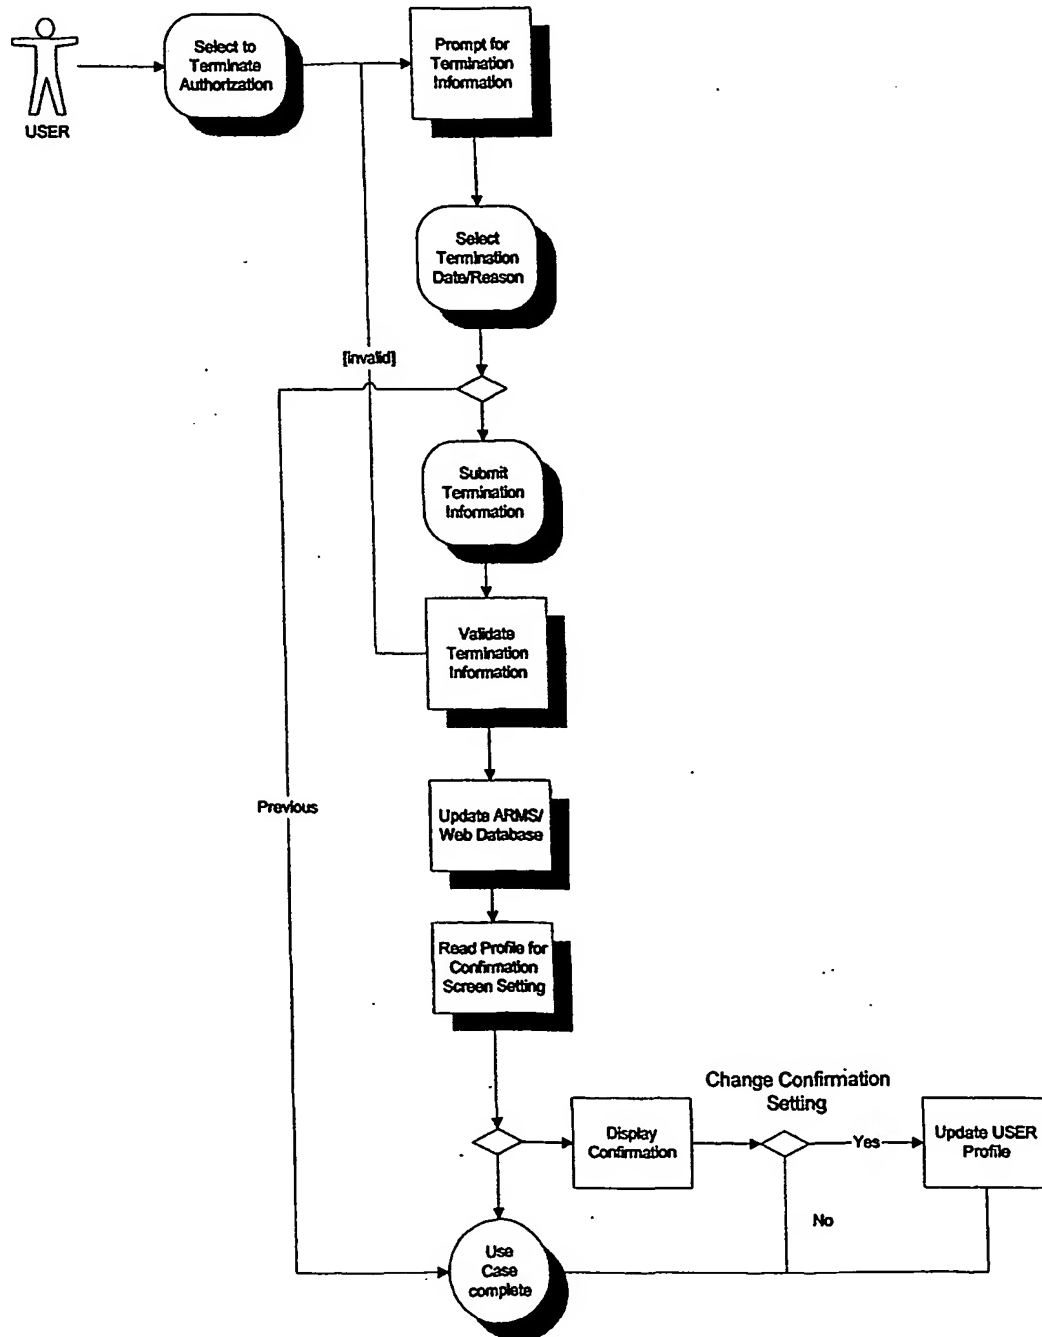 USER
Select to
Terminate
Authorization
Prompt for
Termination
Information
Select
Termination
Date/Reason
[invalid]
Submit
Termination
Information
Validate
Termination
Information
Previous
Update ARMS/
Web Database
Read Profile for
Confirmation
Screen Setting
Display
Confirmation
Change Confirmation
Setting
Yes
Update USER
Profile
No
Use
Case
complete